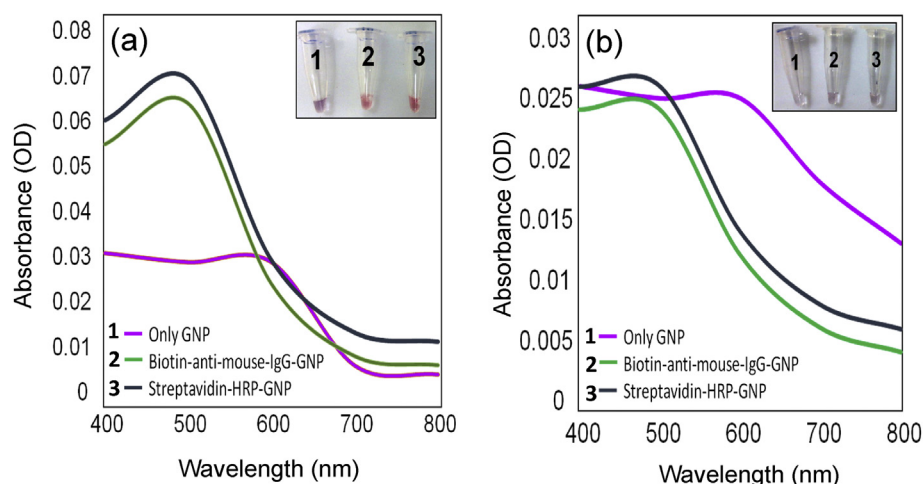 (a)
Absorbance (OD)
0.08
0.07
0.06
0.05
0.04
0.03
0.02
0.01
0
1 2 3
1 Only GNP
2 Biotin-anti-mouse-IgG-GNP
3 Streptavidin-HRP-GNP
400 500 600 700 800
Wavelength (nm)
(b)
Absorbance (OD)
0.03
0.025
0.02
0.015
0.01
0.005
0
1 2 3
1 Only GNP
2 Biotin-anti-mouse-IgG-GNP
3 Streptavidin-HRP-GNP
400 500 600 700 800
Wavelength (nm)